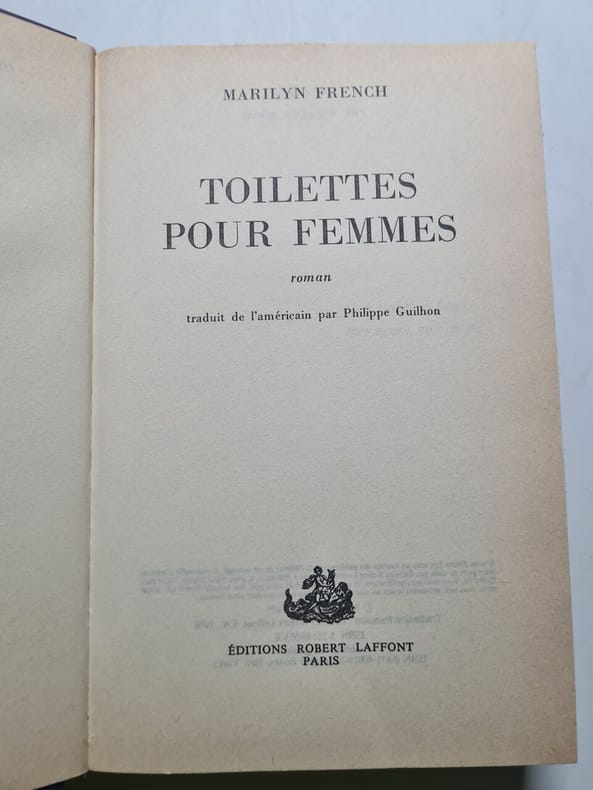 MARILYN FRENCH
TOILETTES
POUR FEMMES
roman
traduit de l'américain par Philippe Guilhon
ÉDITIONS ROBERT LAFFONT
PARIS